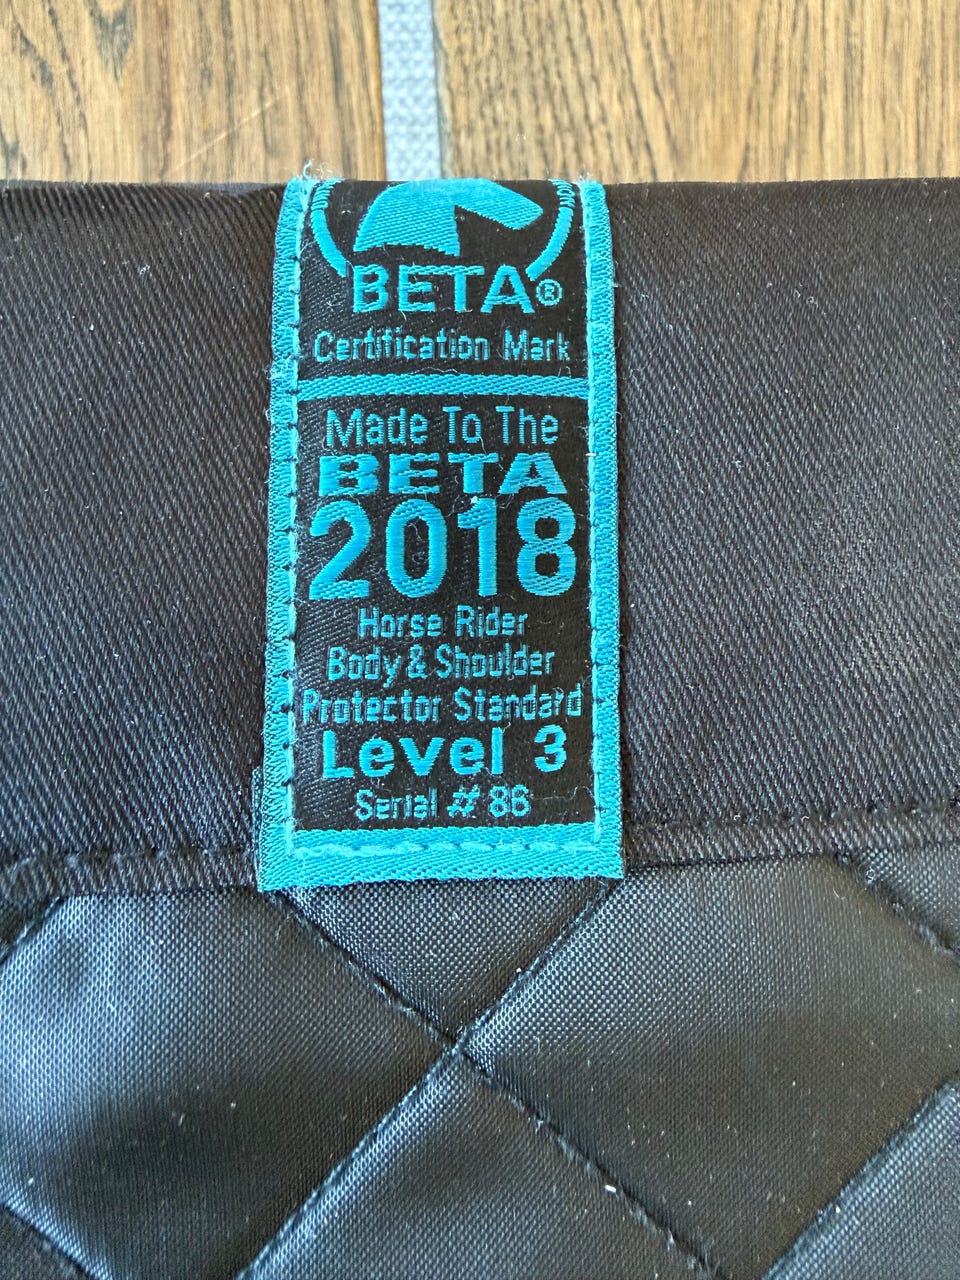 BETA®
Certification Mark
Made To The
BETA
2018
Horse Rider
Body & Shoulder
Protector Standard
Level 3
Serial # 86